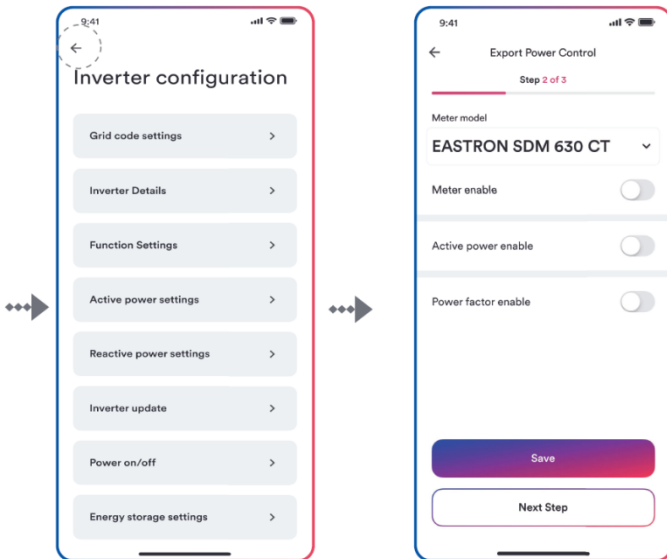 9:41
Inverter configuration
Grid code settings
Inverter Details
Function Settings
Active power settings
Reactive power settings
Inverter update
Power on/off
Energy storage settings
9:41
Export Power Control
Step 2 of 3
Meter model
EASTRON SDM 630 CT
Meter enable
Active power enable
Power factor enable
Save
Next Step